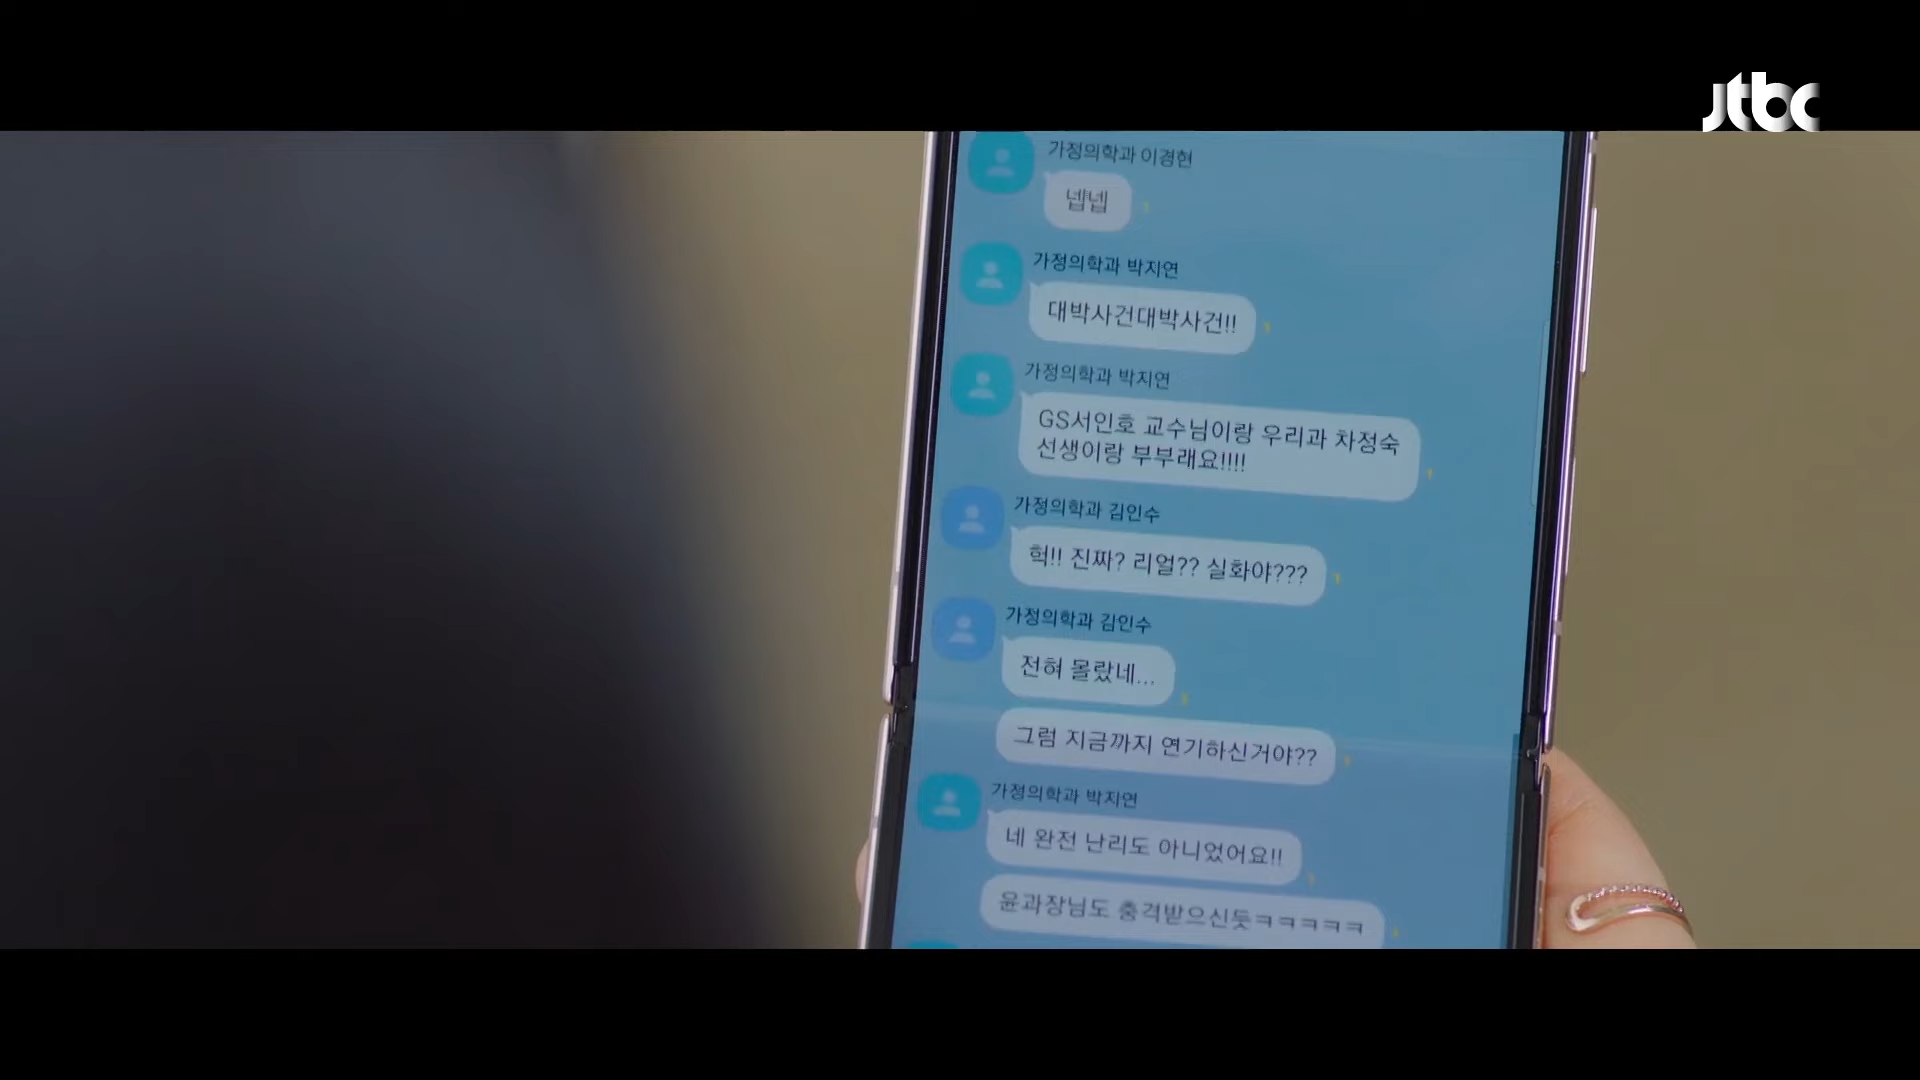 jtbc
가정의학과 이경현
넵넵
가정의학과 박지연
대박사건대박사건!!
가정의학과 박지연
GS서인호 교수님이랑 우리과 차정숙
선생이랑 부부래요!!!!
가정의학과 김인수
헉!! 진짜? 리얼?? 실화야???
가정의학과 김인수
전혀 몰랐네...
그럼 지금까지 연기하신거야??
가정의학과 박지연
네 완전 난리도 아니었어요!!
윤과장님도 충격받으신듯ㅋㅋㅋㅋㅋ